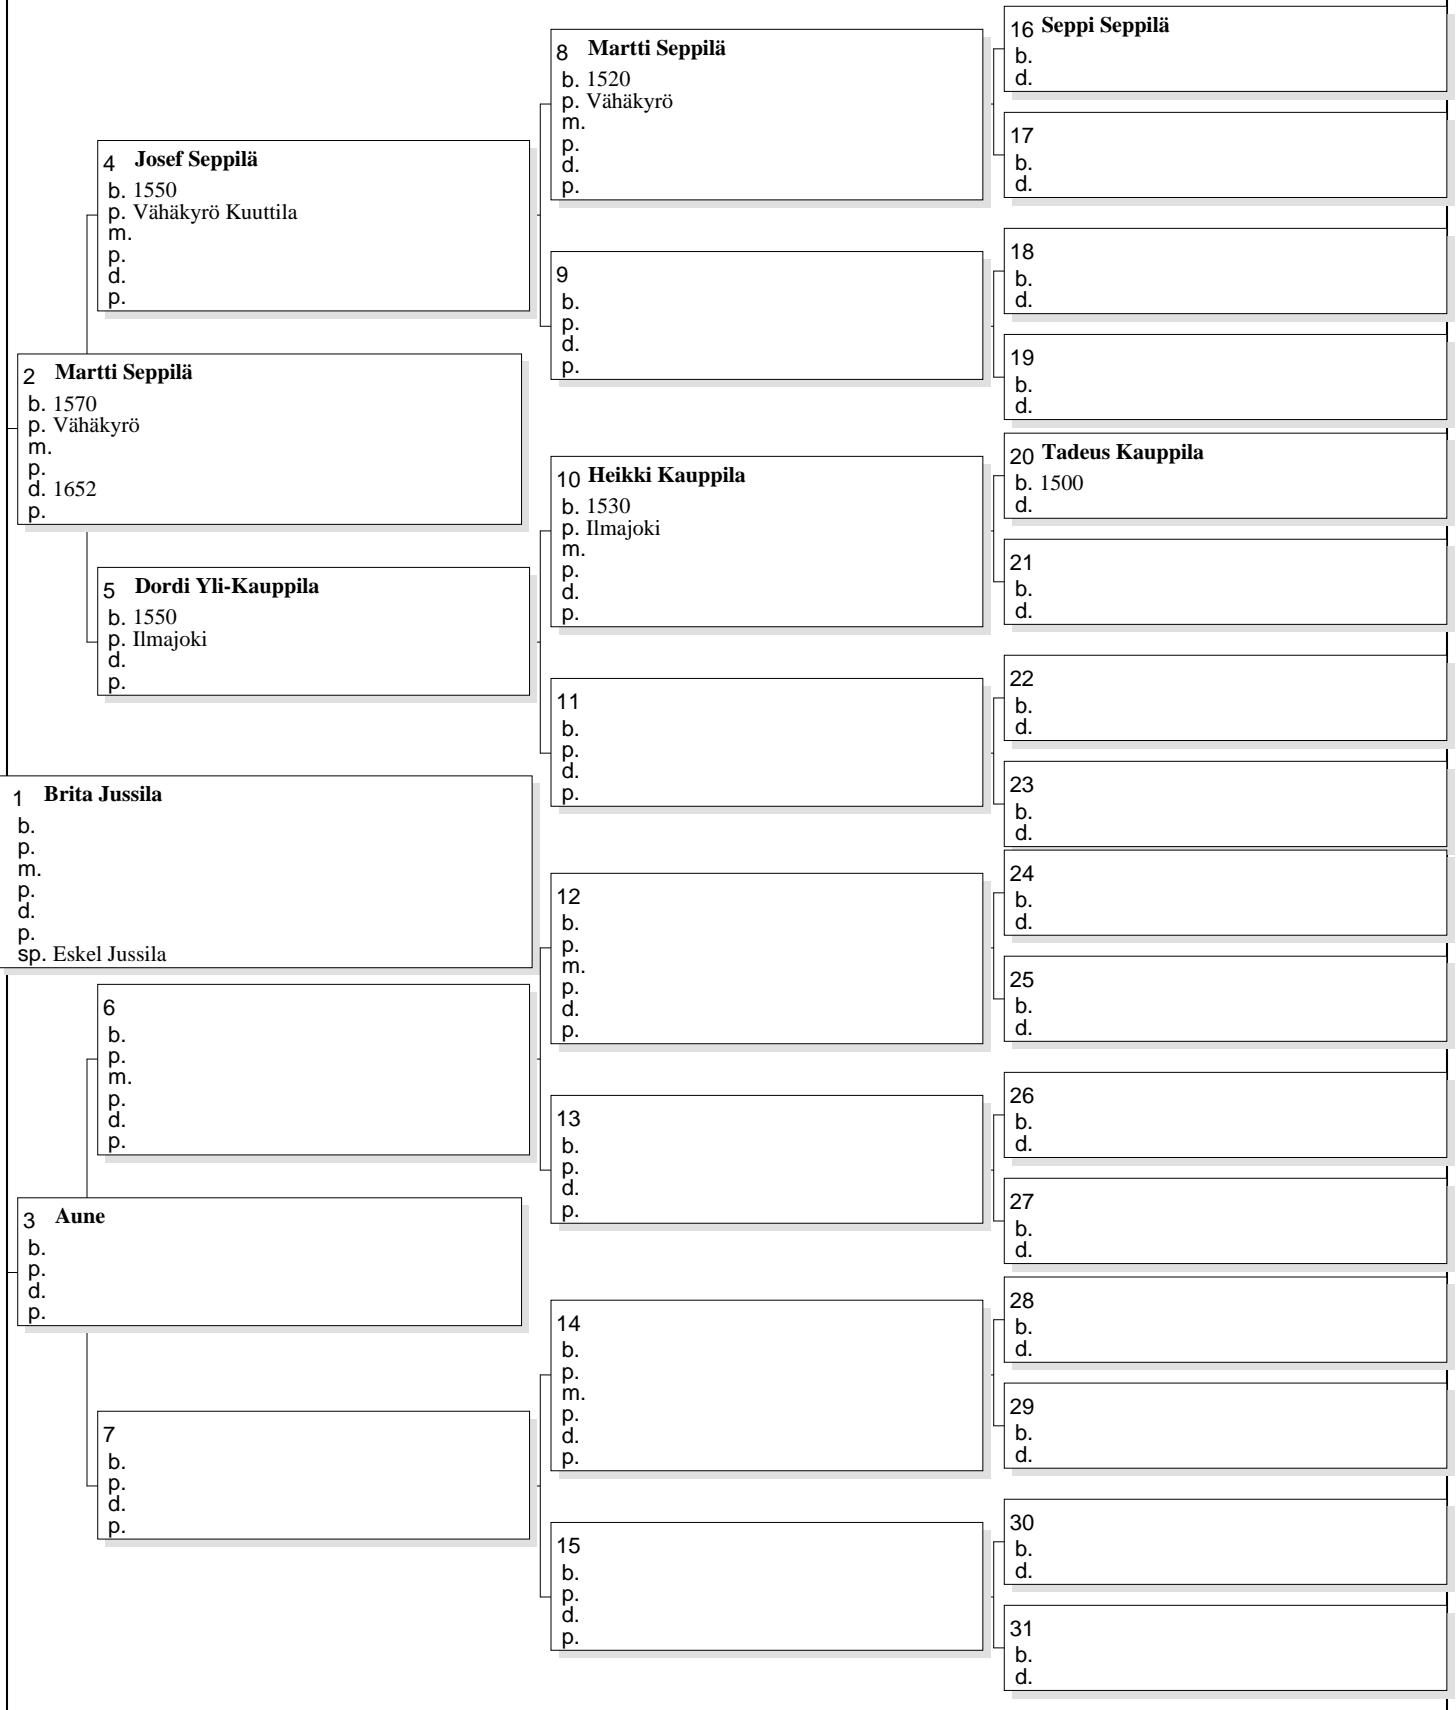 16 Seppi Seppilä
b.
d.
8 Martti Seppilä
b. 1520
p. Vähäkyrö
m.
p.
d.
p.
17
b.
d.
4 Josef Seppilä
b. 1550
p. Vähäkyrö Kuuttila
m.
p.
d.
p.
18
b.
d.
9
b.
p.
d.
p.
19
b.
d.
2 Martti Seppilä
b. 1570
p. Vähäkyrö
m.
p.
d. 1652
p.
20 Tadeus Kauppila
b. 1500
d.
10 Heikki Kauppila
b. 1530
p. Ilmajoki
m.
p.
d.
p.
21
b.
d.
5 Dordi Yli-Kauppila
b. 1550
p. Ilmajoki
d.
p.
22
b.
d.
11
b.
p.
d.
p.
23
b.
d.
1 Brita Jussila
b.
p.
m.
p.
d.
p.
sp. Eskel Jussila
24
b.
d.
12
b.
p.
m.
p.
d.
p.
25
b.
d.
6
b.
p.
m.
p.
d.
p.
26
b.
d.
13
b.
p.
d.
p.
27
b.
d.
3 Aune
b.
p.
d.
p.
28
b.
d.
14
b.
p.
m.
p.
d.
p.
29
b.
d.
7
b.
p.
d.
p.
30
b.
d.
15
b.
p.
d.
p.
31
b.
d.